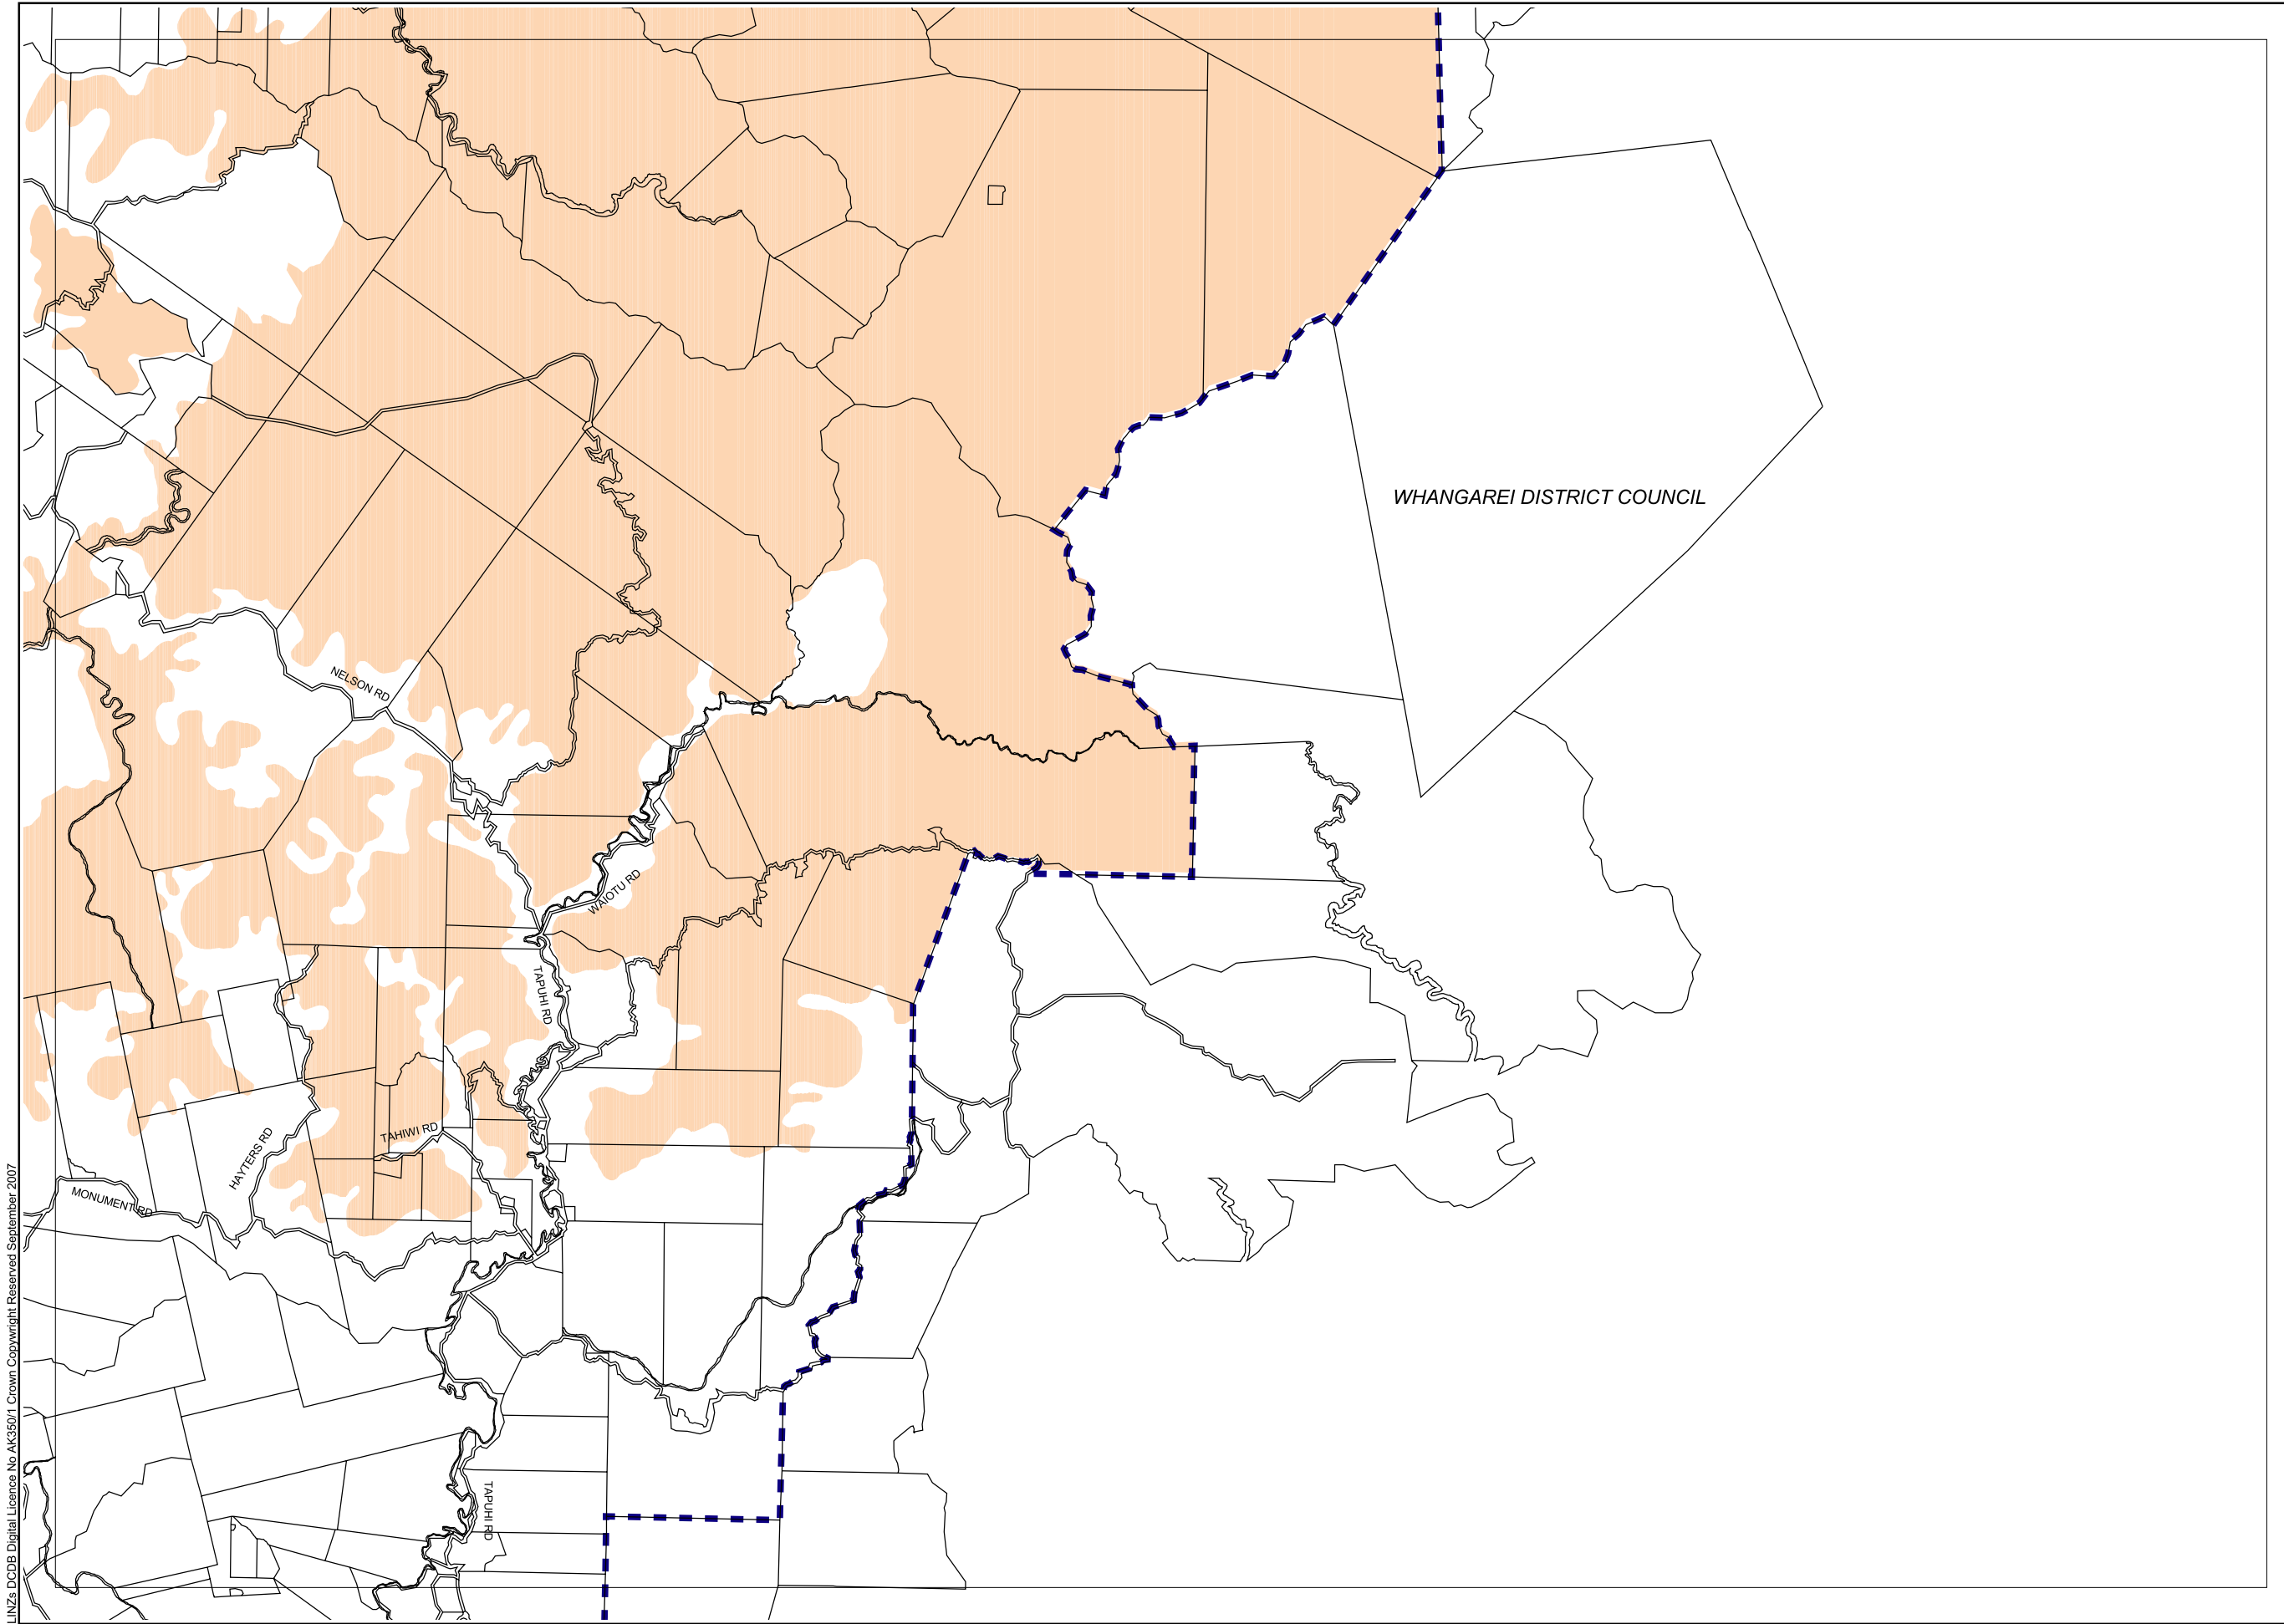 WHANGAREI DISTRICT COUNCIL
NELSON RD
WAIOTU RD
TAPUHI RD
TAHIWI RD
HAYTERS RD
MONUMENT RD
TAPUHI RD
LINZs DCDB Digital Licence No AK350/1 Crown Copywright Reserved September 2007